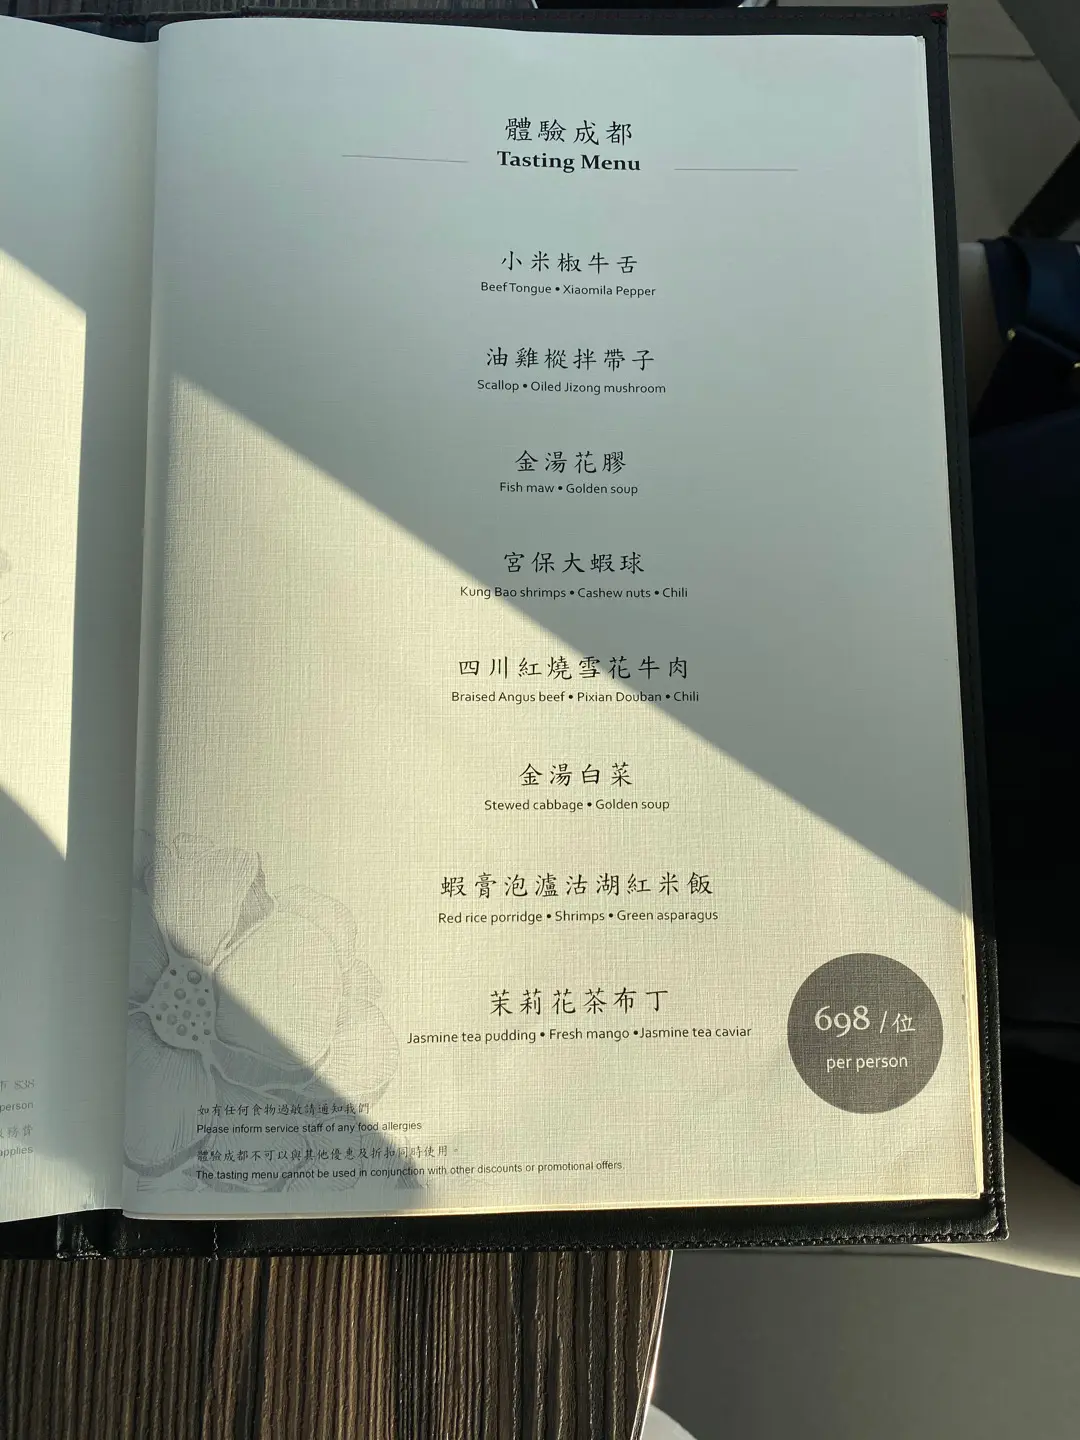 體驗成都
Tasting Menu
小米椒牛舌
Beef Tongue • Xiaomila Pepper
油雞樅拌帶子
Scallop • Oiled Jizong mushroom
金湯花膠
Fish maw • Golden soup
宮保大蝦球
Kung Bao shrimps • Cashew nuts • Chili
四川紅燒雪花牛肉
Braised Angus beef • Pixian Douban • Chili
金湯白菜
Stewed cabbage • Golden soup
蝦膏泡瀘沽湖紅米飯
Red rice porridge • Shrimps • Green asparagus
茉莉花茶布丁
Jasmine tea pudding • Fresh mango •Jasmine tea caviar
698 /位
per person
如有任何食物過敏請通知我們
Please inform service staff of any food allergies
體驗成都不可以與其他優惠及折扣同時使用。
The tasting menu cannot be used in conjunction with other discounts or promotional offers.
838
person
applies